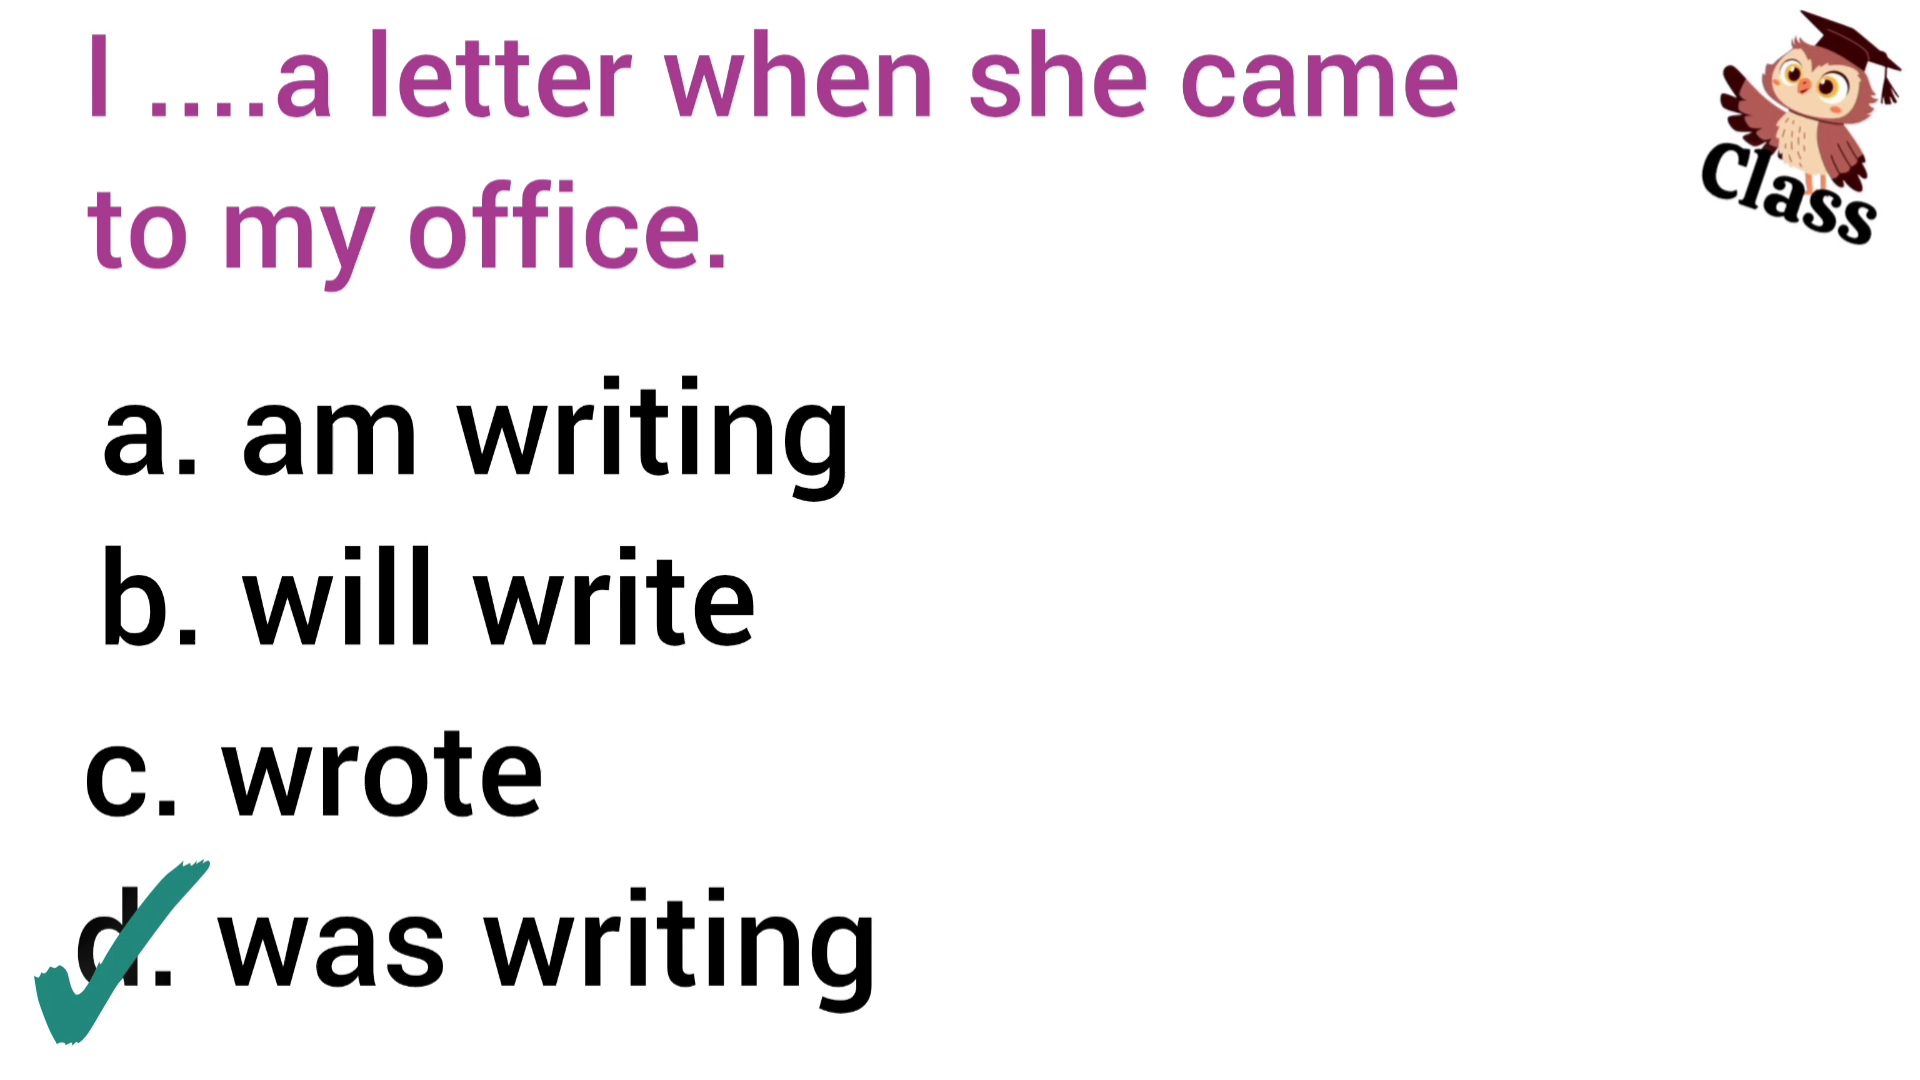 I ....a letter when she came
to my office.
Class
a. am writing
b. will write
c. wrote
d. was writing